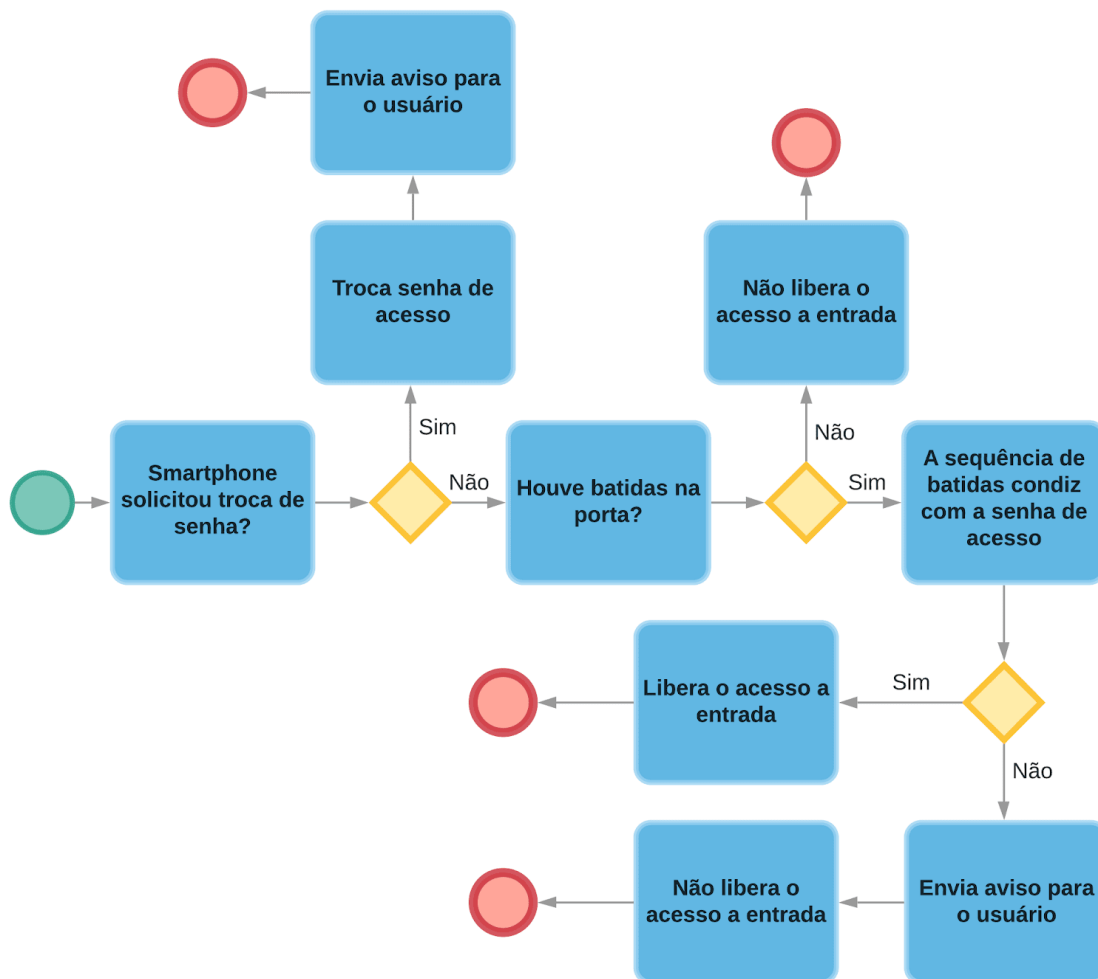 Envia aviso para
o usuário
Troca senha de
acesso
Não libera o
acesso a entrada
Sim
Não
Smartphone
solicitou troca de
senha?
Não
Houve batidas na
porta?
Sim
A sequência de
batidas condiz
com a senha de
acesso
Libera o acesso a
entrada
Sim
Não
Não libera o
acesso a entrada
Envia aviso para
o usuário